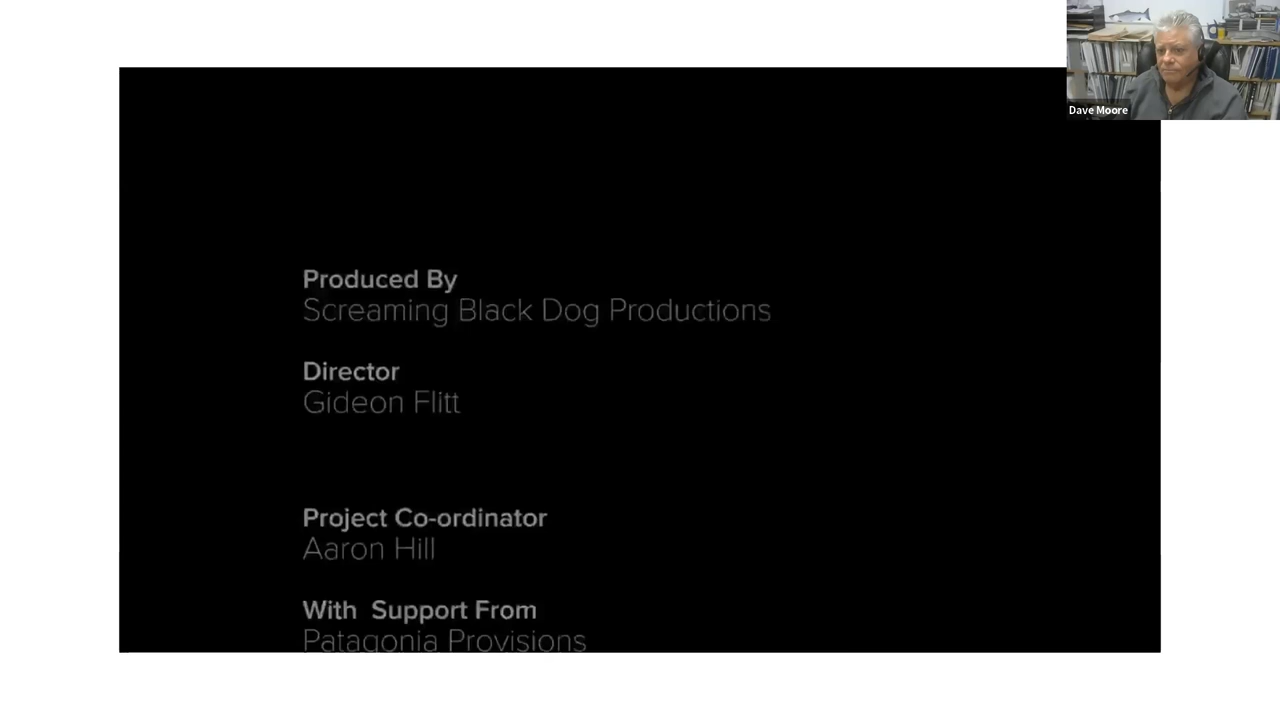 Dave Moore
Produced By
Screaming Black Dog Productions
Director
Gideon Flitt
Project Co-ordinator
Aaron Hill
With  Support From
Patagonia Provisions